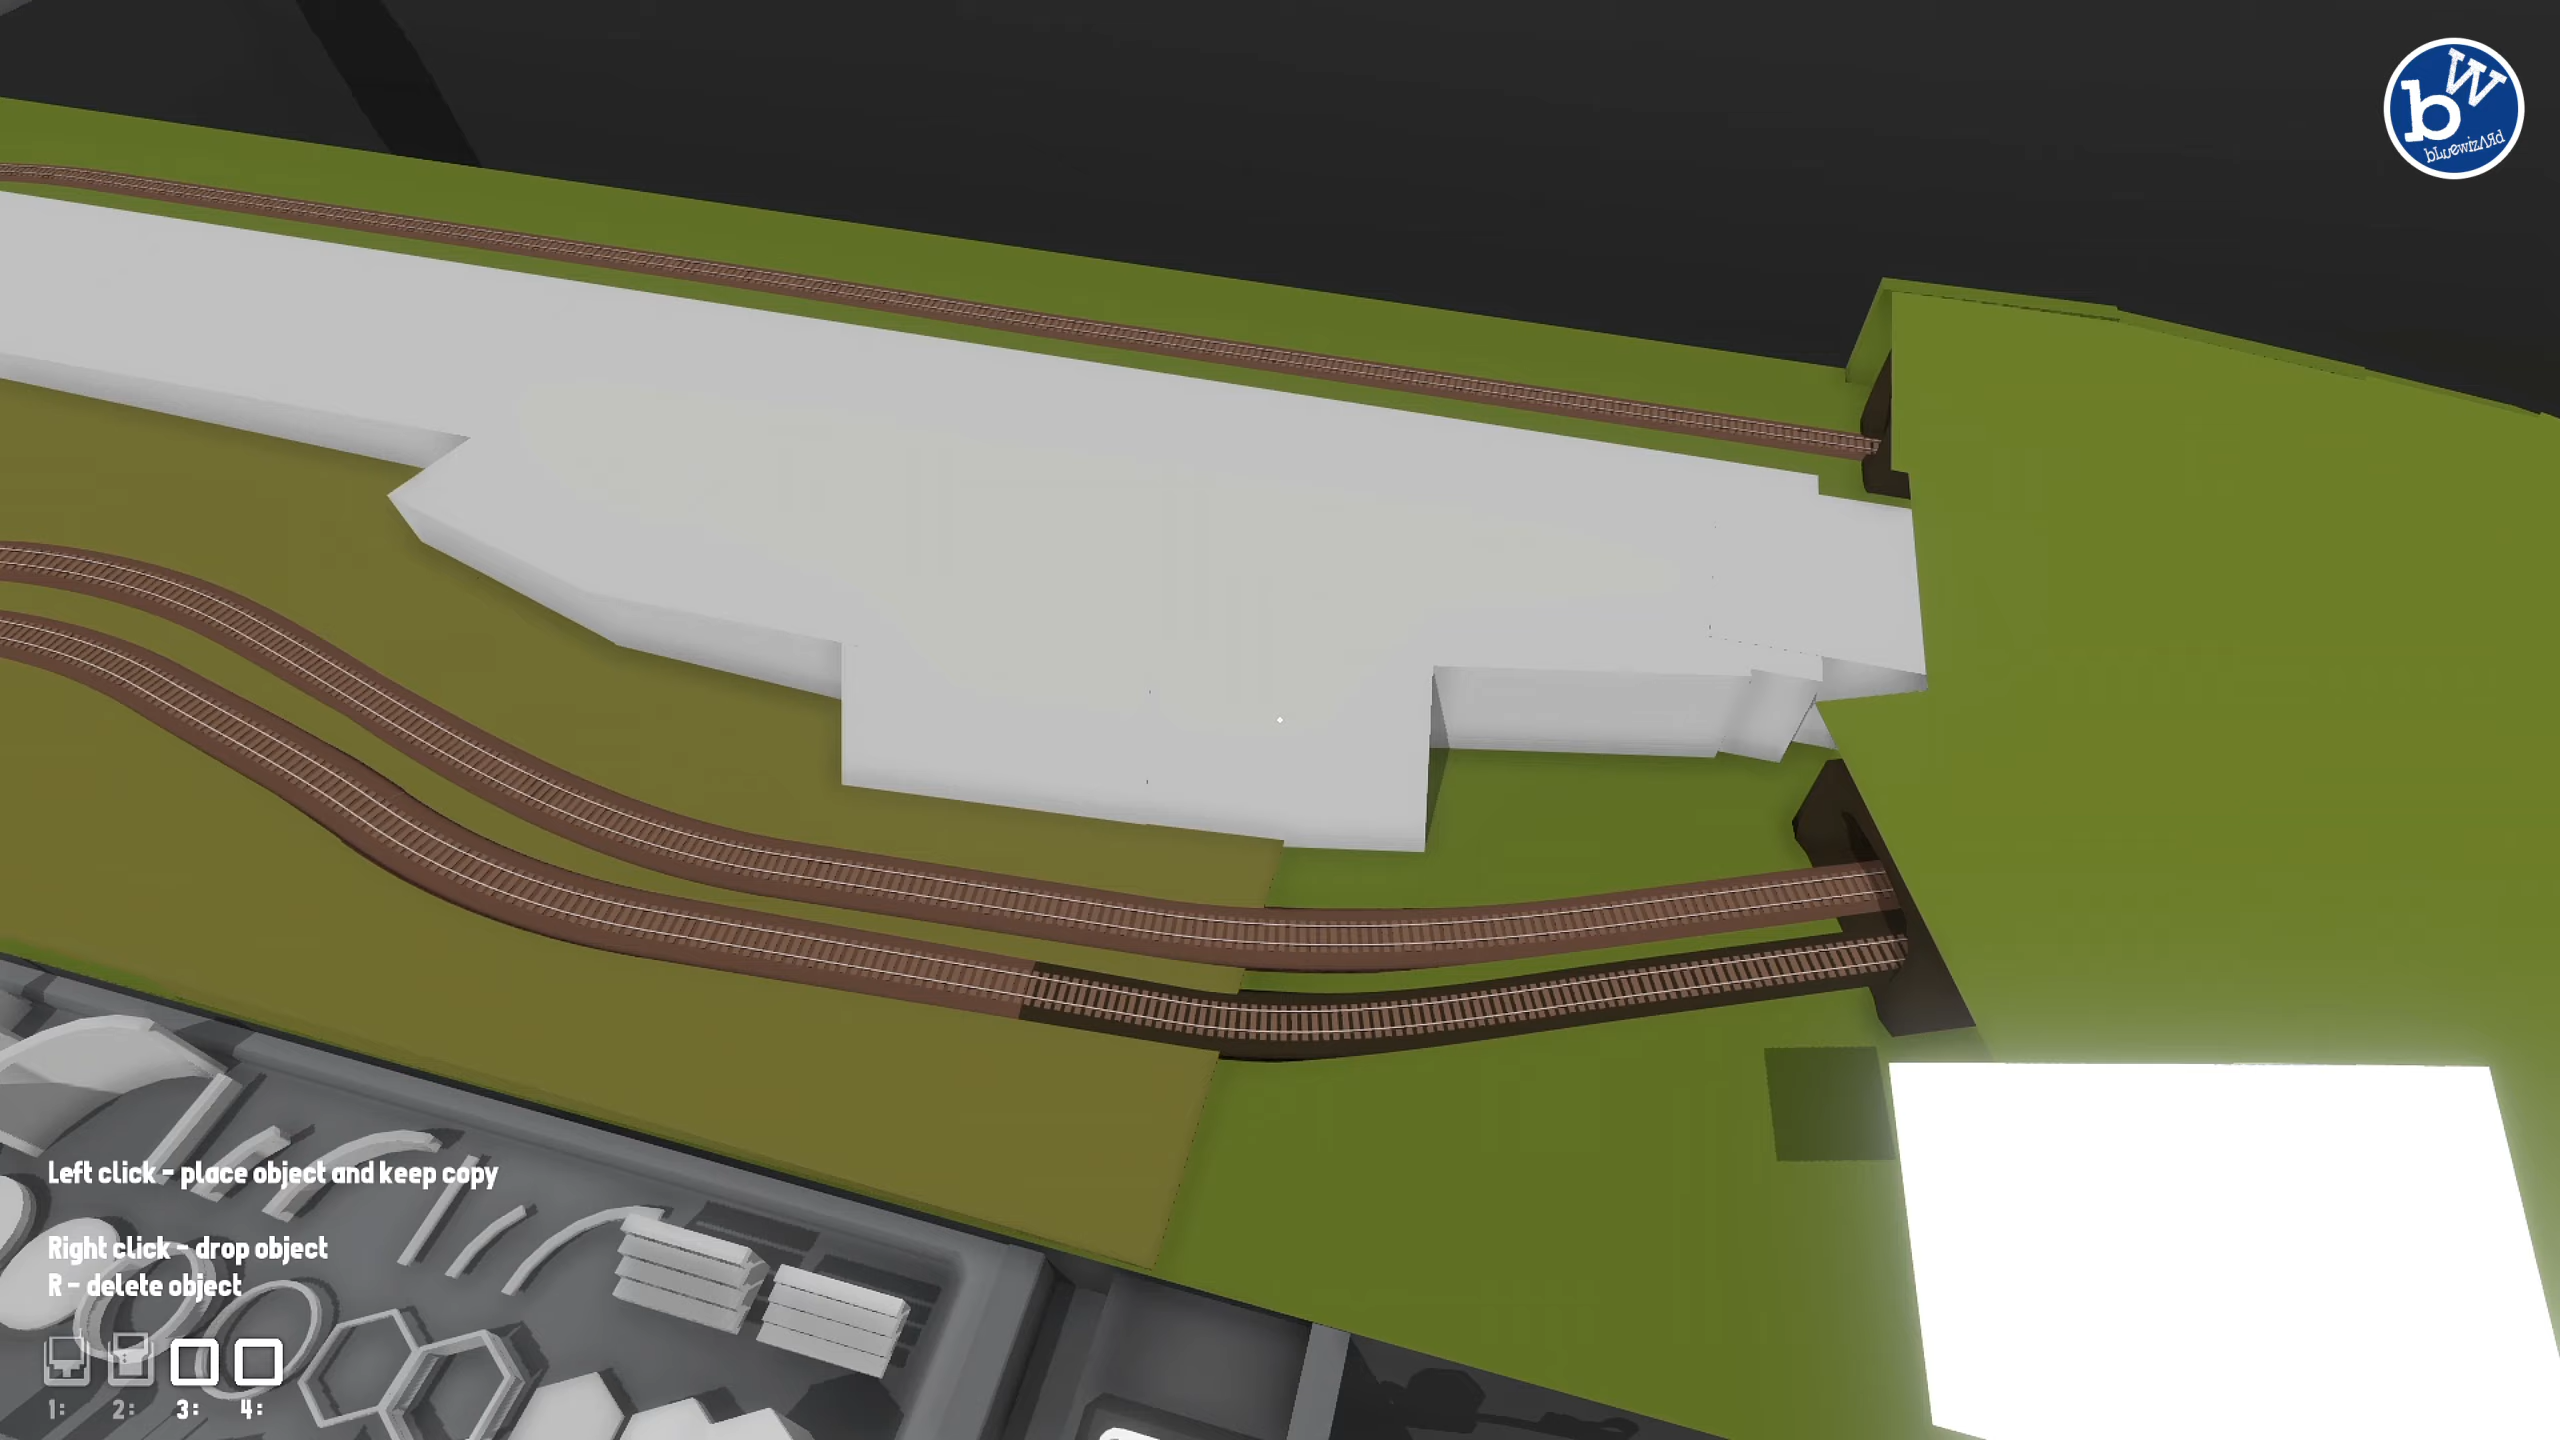 bW
bLuewizARd
Left click - place object and keep copy
Right click - drop object
R - delete object
1: 2: 3: 4: